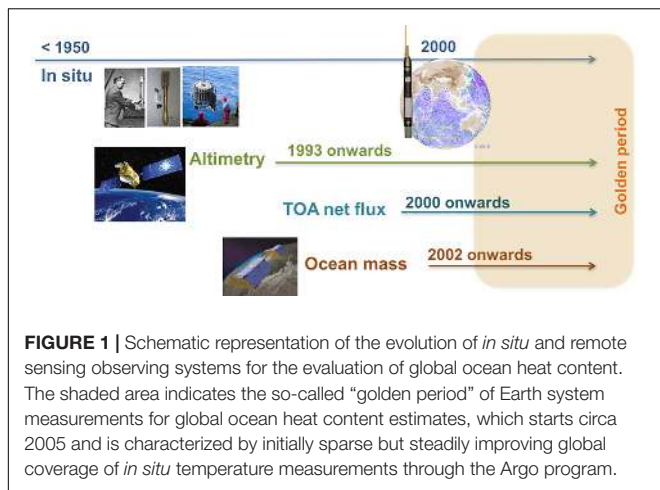 < 1950
2000
In situ
Altimetry
1993 onwards
TOA net flux
2000 onwards
Ocean mass
2002 onwards
Golden period
FIGURE 1 | Schematic representation of the evolution of in situ and remote
sensing observing systems for the evaluation of global ocean heat content.
The shaded area indicates the so-called “golden period” of Earth system
measurements for global ocean heat content estimates, which starts circa
2005 and is characterized by initially sparse but steadily improving global
coverage of in situ temperature measurements through the Argo program.